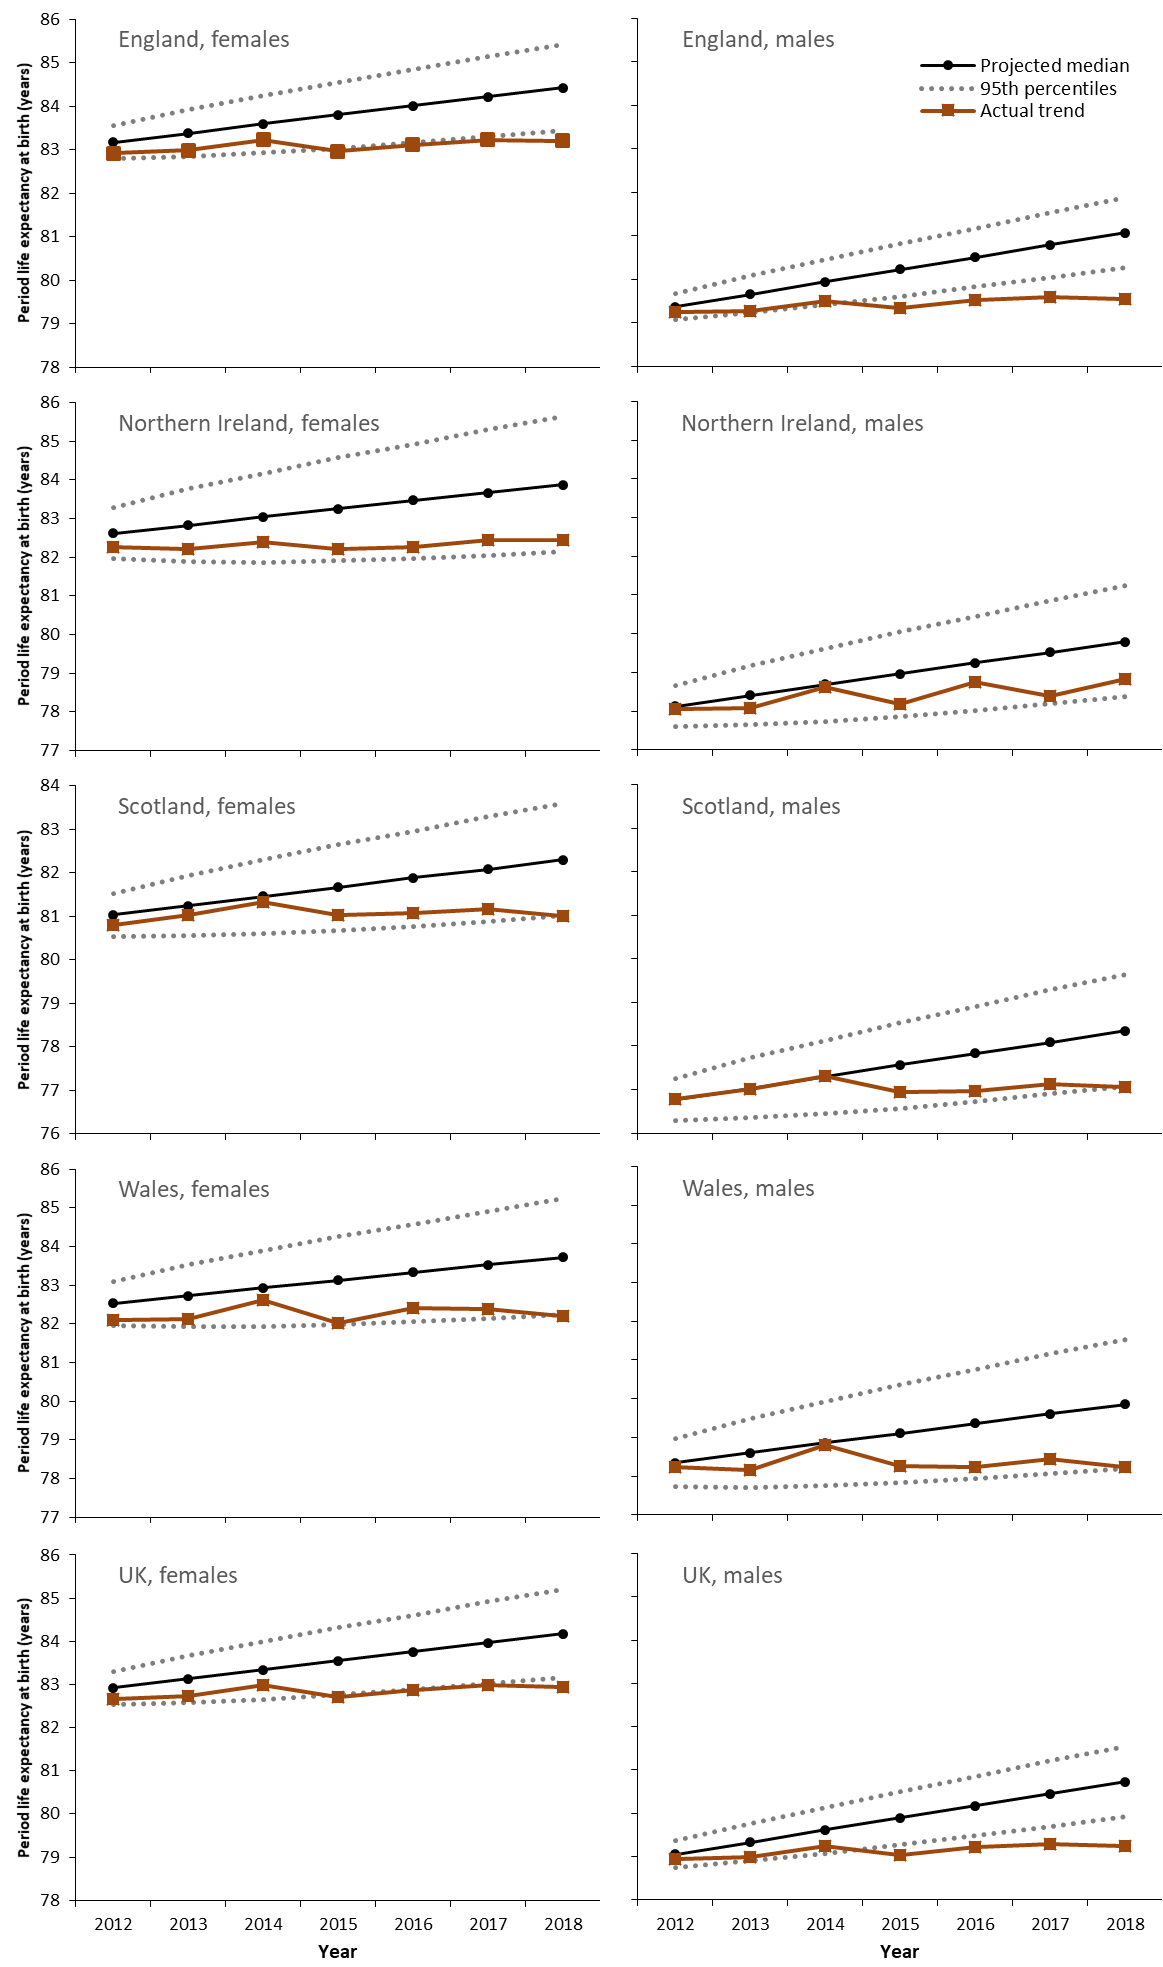 England, females
England, males
Projected median
95th percentiles
Actual trend
Period life expectancy at birth (years)
86
85
84
83
82
81
80
79
78
Northern Ireland, females
Northern Ireland, males
Period life expectancy at birth (years)
86
85
84
83
82
81
80
79
78
77
Scotland, females
Scotland, males
Period life expectancy at birth (years)
84
83
82
81
80
79
78
77
76
Wales, females
Wales, males
Period life expectancy at birth (years)
86
85
84
83
82
81
80
79
78
77
UK, females
UK, males
Period life expectancy at birth (years)
86
85
84
83
82
81
80
79
78
2012 2013 2014 2015 2016 2017 2018
Year
2012 2013 2014 2015 2016 2017 2018
Year